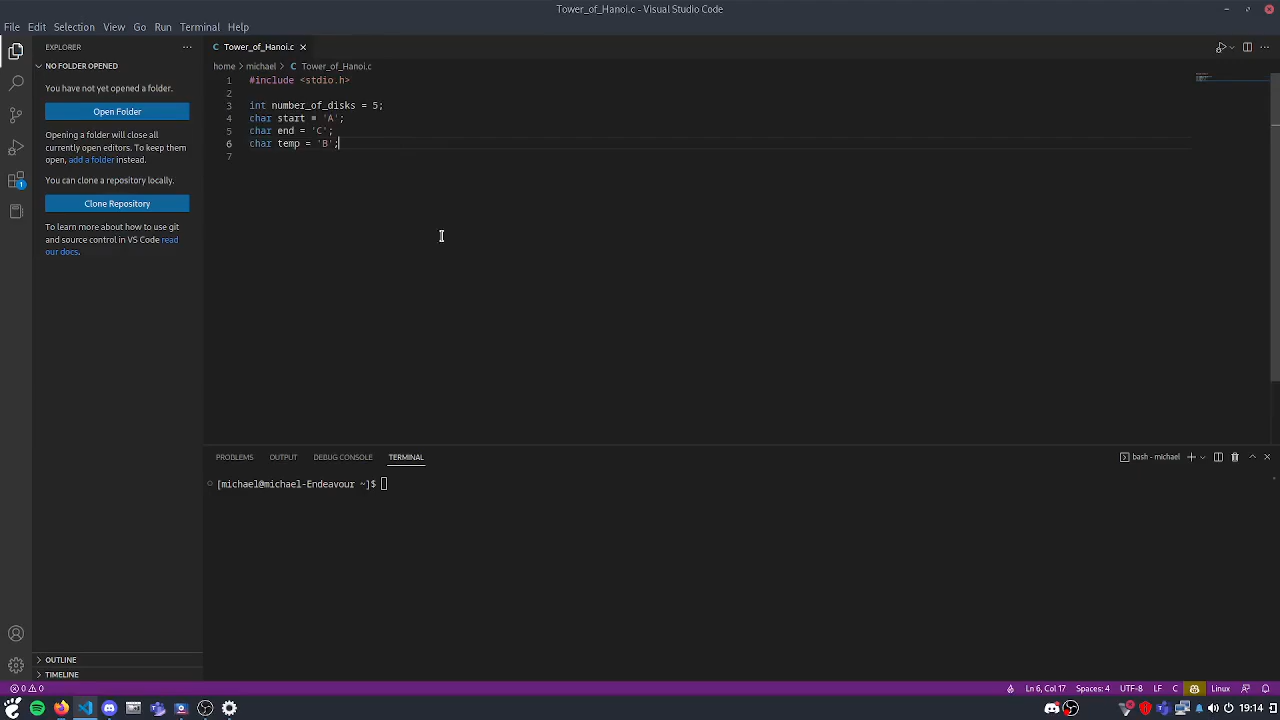 Tower_of_Hanoi.c - Visual Studio Code
File Edit Selection View Go Run Terminal Help
EXPLORER
NO FOLDER OPENED
You have not yet opened a folder.
Open Folder
Opening a folder will close all
currently open editors. To keep them
open, add a folder instead.
You can clone a repository locally.
Clone Repository
To learn more about how to use git
and source control in VS Code read
our docs.
OUTLINE
TIMELINE
C Tower_of_Hanoi.c
home > michael > C Tower_of_Hanoi.c
1 #include <stdio.h>
2
3 int number_of_disks = 5;
4 char start = 'A';
5 char end = 'C';
6 char temp = 'B';
7
PROBLEMS OUTPUT DEBUG CONSOLE TERMINAL
bash - michael
[michael@michael-Endeavour ~]$
1
0 0 Ln 6, Col 17 Spaces: 4 UTF-8 LF C Linux
19:14